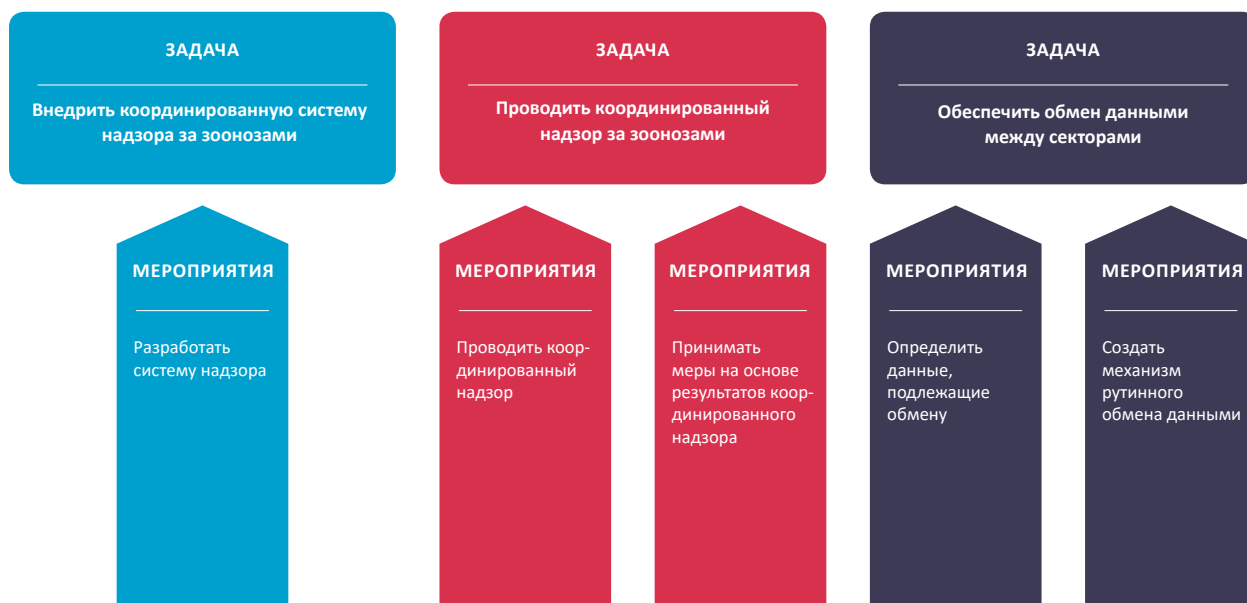 ЗАДАЧА
Внедрить координированную систему
надзора за зоонозами
ЗАДАЧА
Проводить координированный
надзор за зоонозами
ЗАДАЧА
Обеспечить обмен данными
между секторами
МЕРОПРИЯТИЯ
Разработать
систему надзора
МЕРОПРИЯТИЯ
Проводить коор-
динированный
надзор
МЕРОПРИЯТИЯ
Принимать
меры на основе
результатов коор-
динированного
надзора
МЕРОПРИЯТИЯ
Определить
данные,
подлежащие
обмену
МЕРОПРИЯТИЯ
Создать
механизм
рутинного
обмена данными